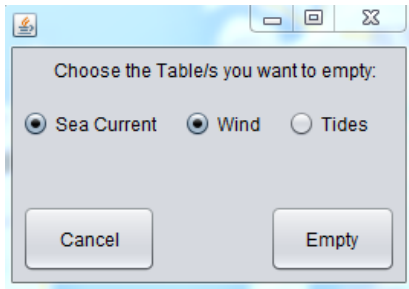 Choose the Table/s you want to empty:
Sea Current Wind Tides
Cancel Empty